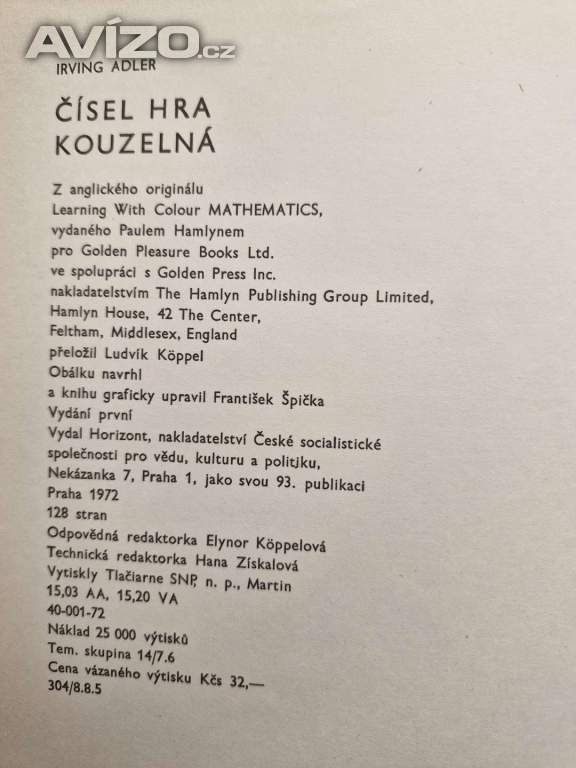 AVÍZO.cz
IRVING ADLER
ČÍSEL HRA
KOUZELNÁ
Z anglického originálu
Learning With Colour MATHEMATICS,
vydaného Paulem Hamlynem
pro Golden Pleasure Books Ltd.
ve spolupráci s Golden Press Inc.
nakladatelstvím The Hamlyn Publishing Group Limited,
Hamlyn House, 42 The Center,
Feltham, Middlesex, England
přeložil Ludvík Köppel
Obálku navrhl
a knihu graficky upravil František Špička
Vydání první
Vydal Horizont, nakladatelství České socialistické
společnosti pro vědu, kulturu a politiku,
Nekázanka 7, Praha 1, jako svou 93. publikaci
Praha 1972
128 stran
Odpovědná redaktorka Elynor Köppelová
Technická redaktorka Hana Získalová
Vytiskly Tlačiarne SNP, n. p., Martin
15,03 AA, 15,20 VA
40-001-72
Náklad 25 000 výtisků
Tem. skupina 14/7.6
Cena vázaného výtisku Kčs 32,—
304/8.8.5